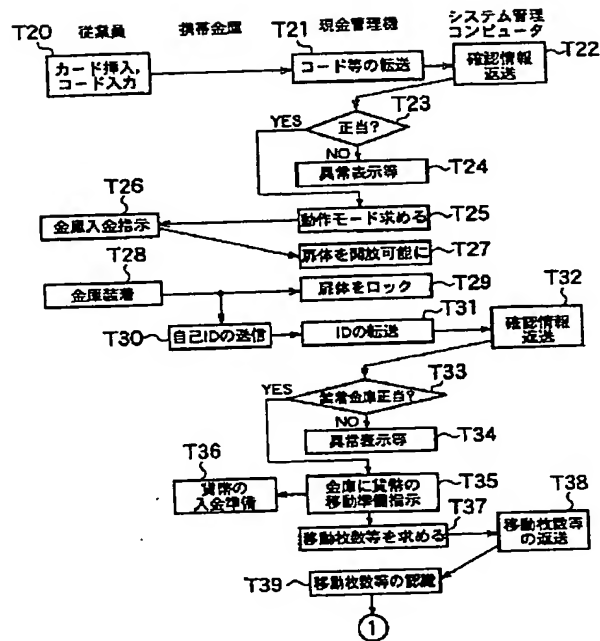 従業員
携帯金庫
現金管理機
システム管理
コンピュータ
T20
カード挿入,
コード入力
T21
コード等の転送
T22
確認情報
返送
T23
正当?
YES
NO
異常表示等
T24
動作モード求める
T25
T26
金庫入金指示
扉体を開放可能に
T27
T28
金庫装着
扉体をロック
T29
T30
自己IDの送信
T31
IDの転送
T32
確認情報
返送
T33
装着金庫正当?
YES
NO
異常表示等
T34
金庫に貨幣の
移動準備指示
T35
T36
貨幣の
入金準備
T37
移動枚数等を求める
T38
移動枚数等
の返送
T39
移動枚数等の認識
1